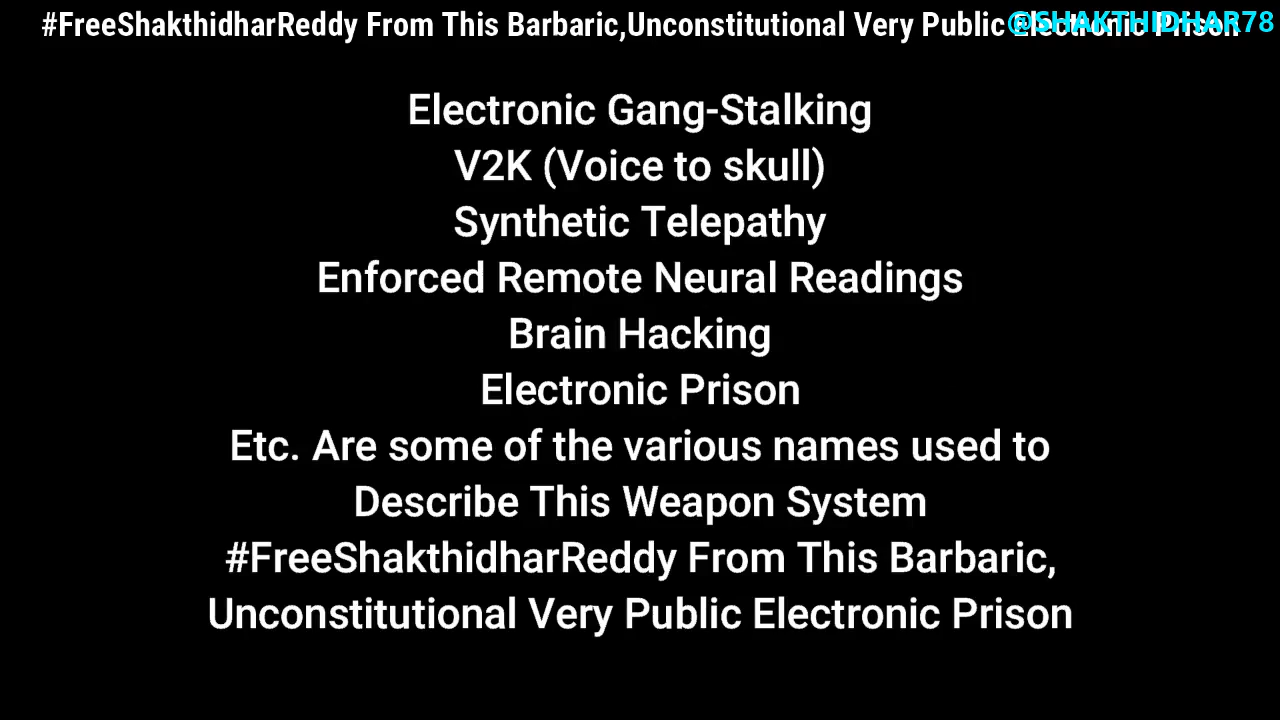 #FreeShakthidharReddy From This Barbaric,Unconstitutional Very Public Electronic Prison
@SHAKTHIDHAR78
Electronic Gang-Stalking
V2K (Voice to skull)
Synthetic Telepathy
Enforced Remote Neural Readings
Brain Hacking
Electronic Prison
Etc. Are some of the various names used to
Describe This Weapon System
#FreeShakthidharReddy From This Barbaric,
Unconstitutional Very Public Electronic Prison